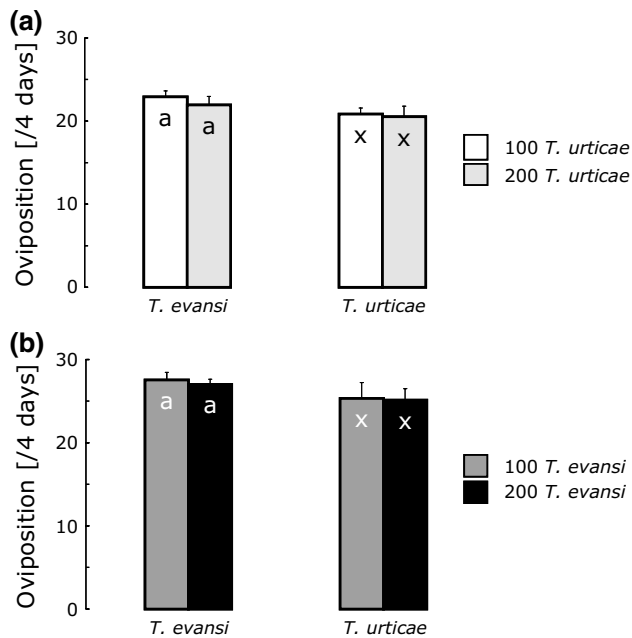 (a)
Oviposition [/4 days]
30
20
10
0
a
a
x
x
T. evansi
T. urticae
100 T. urticae
200 T. urticae
(b)
Oviposition [/4 days]
30
20
10
0
a
a
x
x
T. evansi
T. urticae
100 T. evansi
200 T. evansi